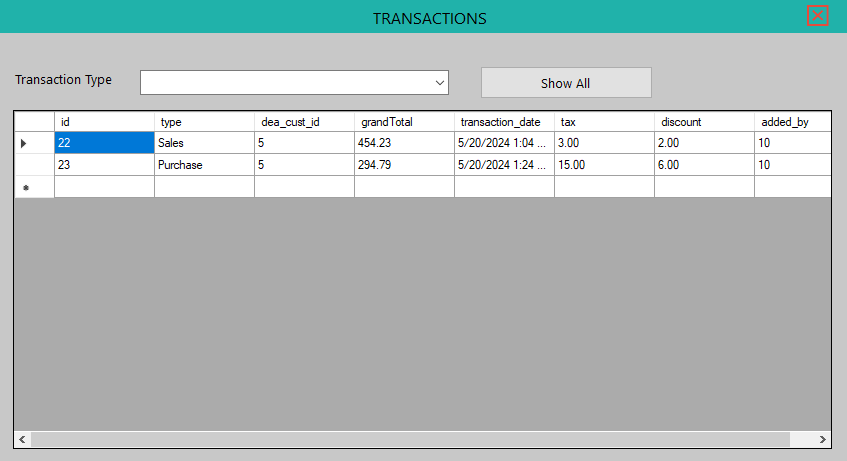 TRANSACTIONS
Transaction Type
Show All
id type dea_cust_id grandTotal transaction_date tax discount added_by
22 Sales 5 454.23 5/20/2024 1:04 ... 3.00 2.00 10
23 Purchase 5 294.79 5/20/2024 1:24 ... 15.00 6.00 10